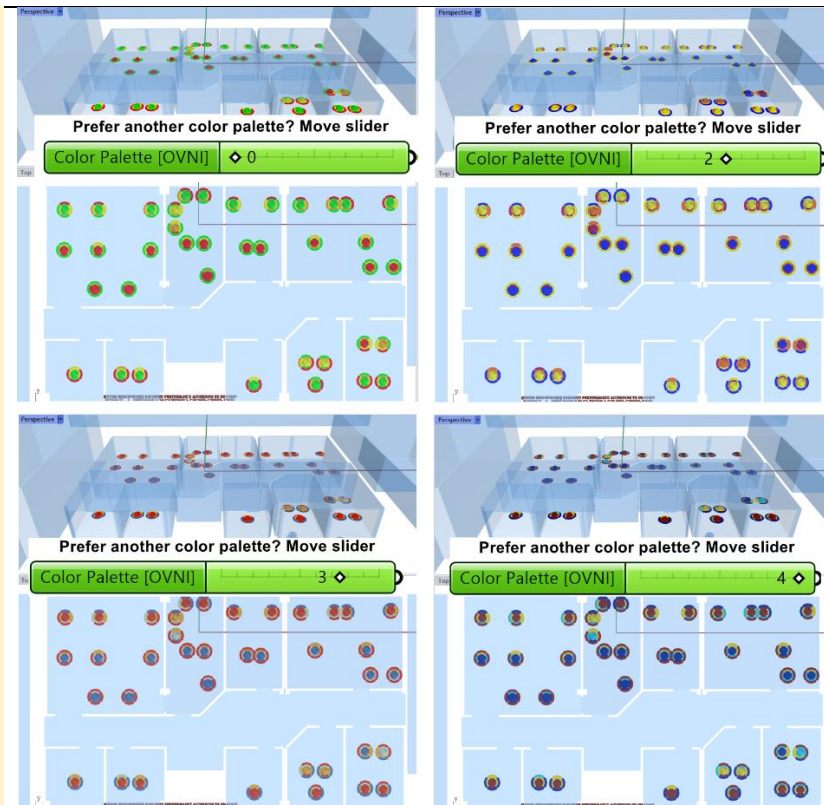 Perspective
Perspective
Prefer another color palette? Move slider
Prefer another color palette? Move slider
Color Palette [OVNI] 0
Color Palette [OVNI] 2
Top
Top
y
y
Perspective
Perspective
Prefer another color palette? Move slider
Prefer another color palette? Move slider
Color Palette [OVNI] 3
Color Palette [OVNI] 4
To
Top
y
y